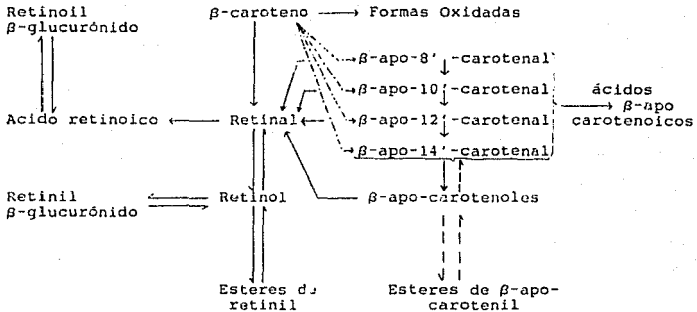 Retinoil
β-glucurónido
β-caroteno
Formas Oxidadas
β-apo-8'-carotenal
β-apo-10'-carotenal
β-apo-12'-carotenal
β-apo-14'-carotenal
ácidos
β-apo
carotenoicos
Acido retinoico
Retinal
Retinil
β-glucurónido
Retinol
β-apo-carotenoles
Esteres de
retinil
Esteres de β-apo-
carotenil